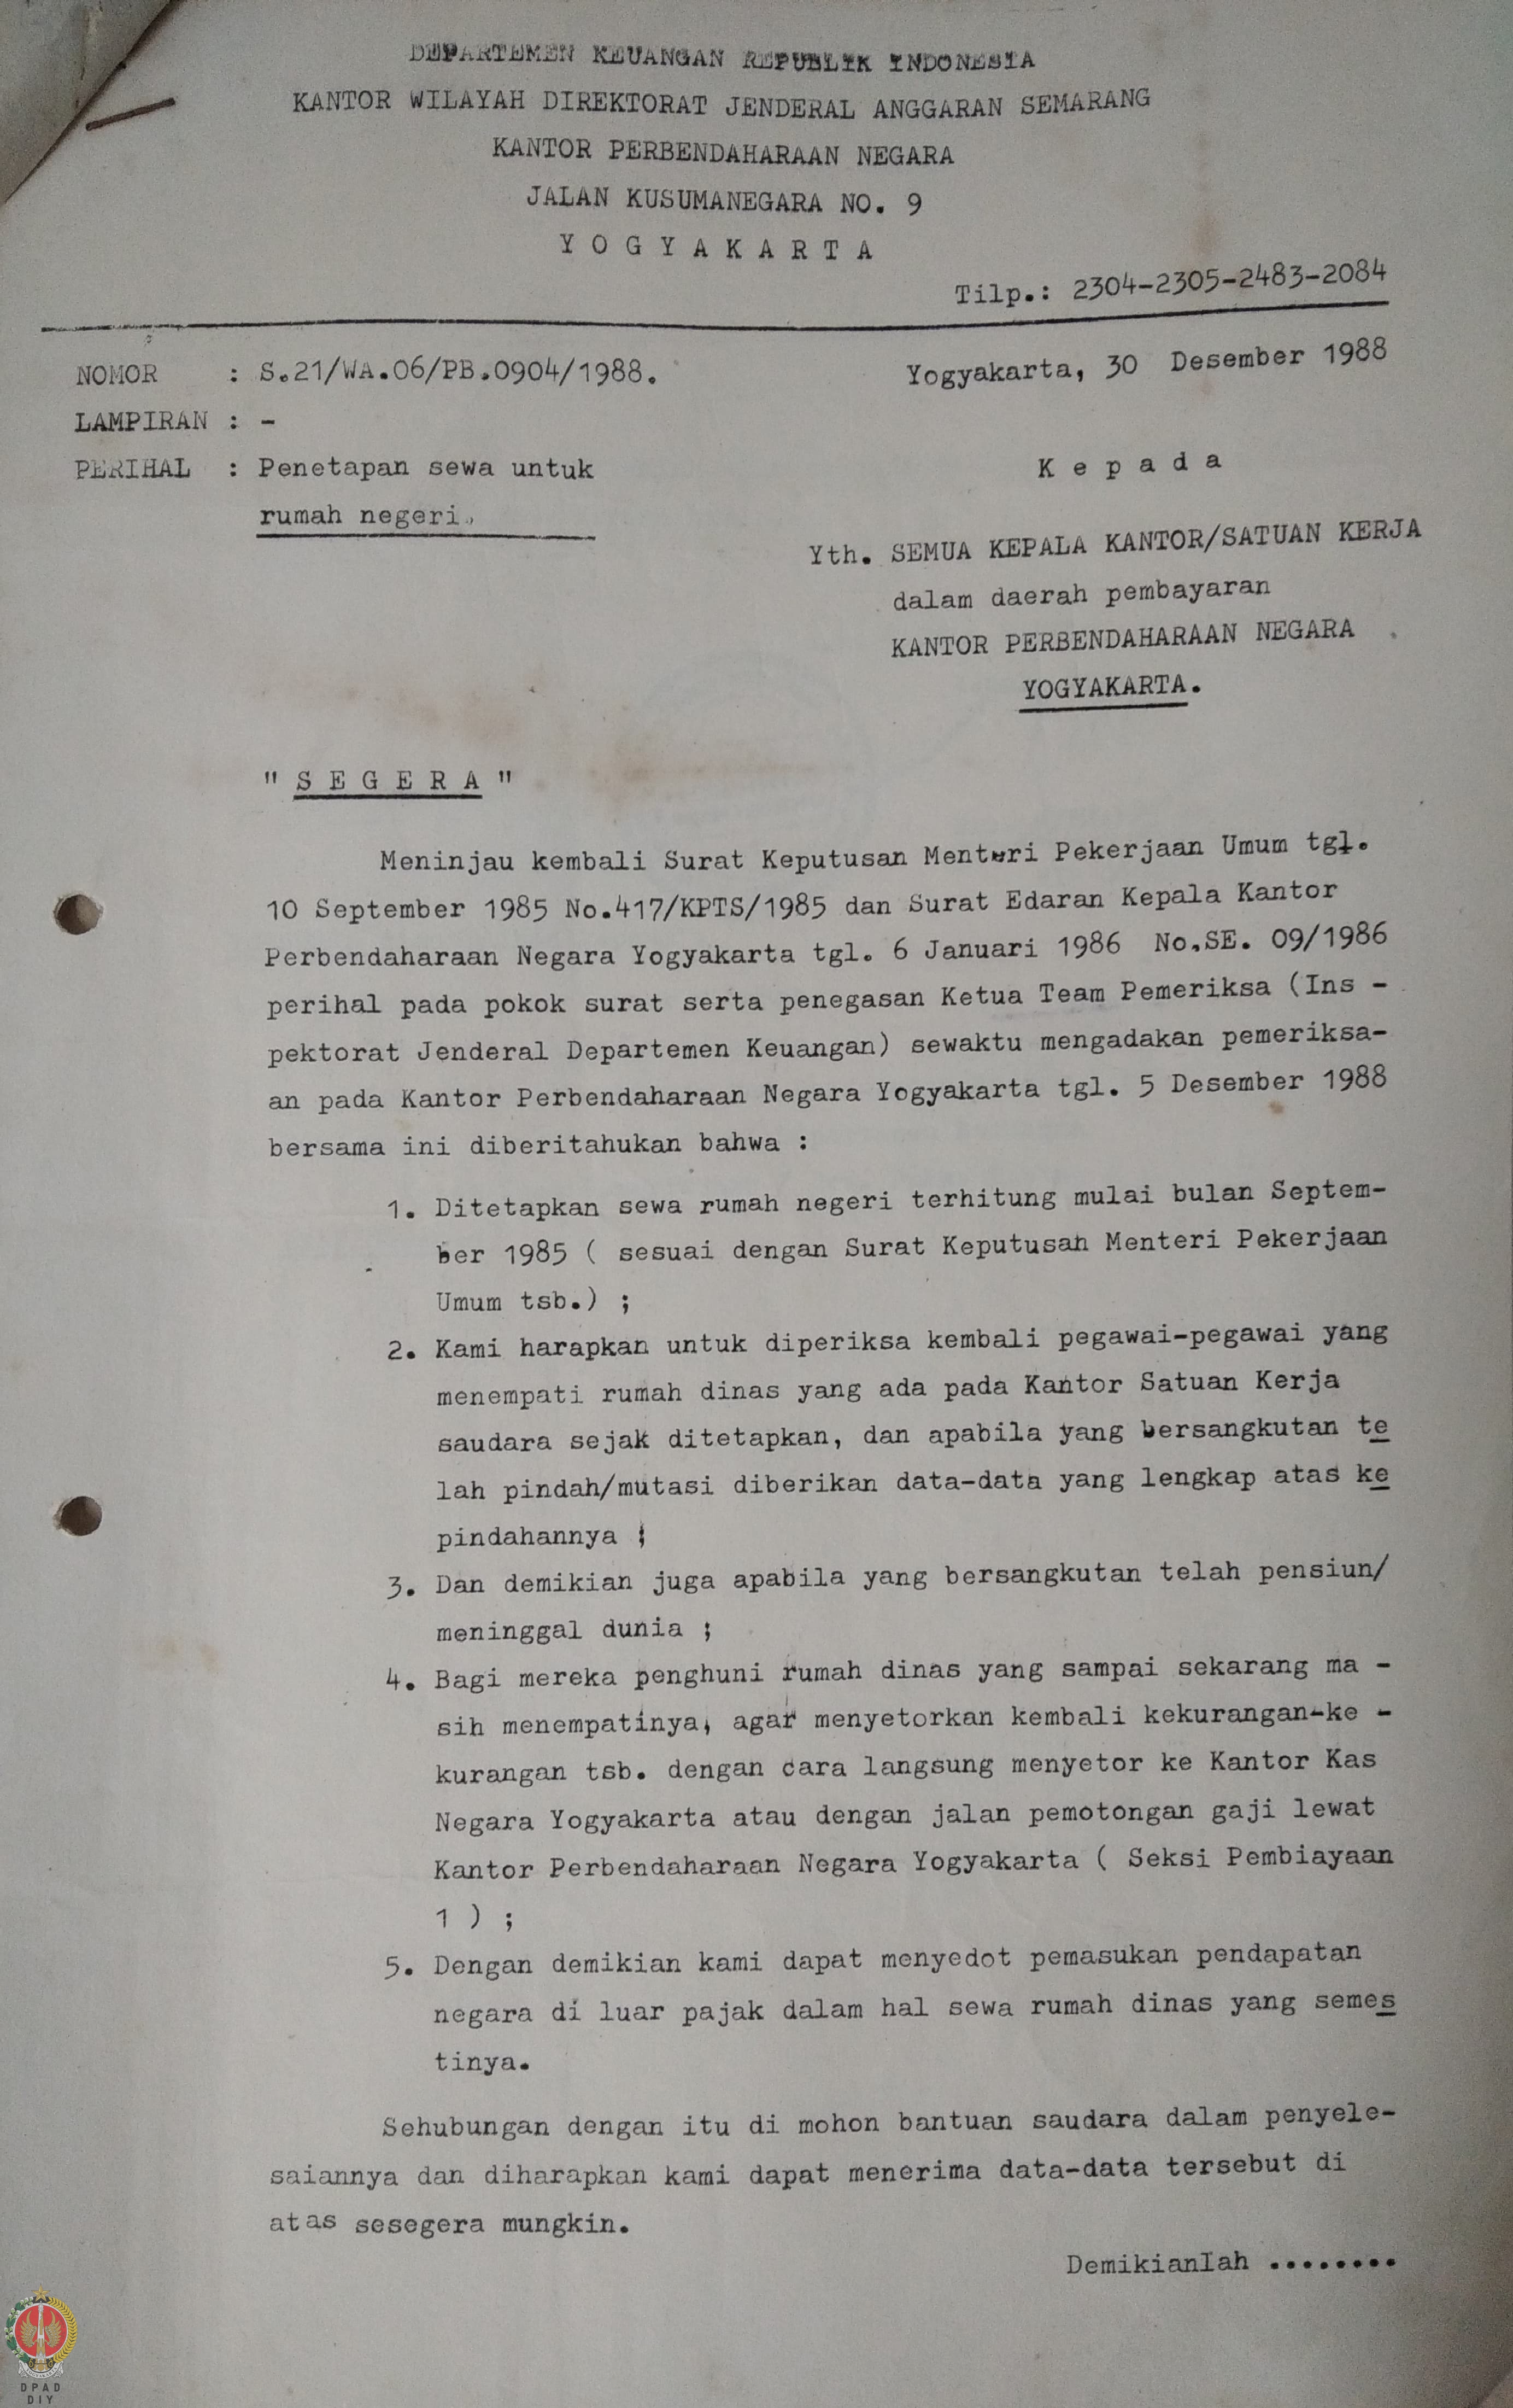 DEPARTEMEN KEUANGAN REPUBLIK INDONESIA
KANTOR WILAYAH DIREKTORAT JENDERAL ANGGARAN SEMARANG
KANTOR PERBENDAHARAAN NEGARA
JALAN KUSUMANEGARA NO. 9
Y O G Y A K A R T A
Tilp.: 2304-2305-2483-2084
NOMOR : S.21/WA.06/PB.0904/1988.
Yogyakarta, 30 Desember 1988
LAMPIRAN : -
PERIHAL : Penetapan sewa untuk
rumah negeri.
K e p a d a
Yth. SEMUA KEPALA KANTOR/SATUAN KERJA
dalam daerah pembayaran
KANTOR PERBENDAHARAAN NEGARA
YOGYAKARTA.
" S E G E R A "
Meninjau kembali Surat Keputusan Menteri Pekerjaan Umum tgl.
10 September 1985 No.417/KPTS/1985 dan Surat Edaran Kepala Kantor
Perbendaharaan Negara Yogyakarta tgl. 6 Januari 1986 No.SE. 09/1986
perihal pada pokok surat serta penegasan Ketua Team Pemeriksa (Ins -
pektorat Jenderal Departemen Keuangan) sewaktu mengadakan pemeriksa-
an pada Kantor Perbendaharaan Negara Yogyakarta tgl. 5 Desember 1988
bersama ini diberitahukan bahwa :
1. Ditetapkan sewa rumah negeri terhitung mulai bulan Septem-
ber 1985 ( sesuai dengan Surat Keputusan Menteri Pekerjaan
Umum tsb.) ;
2. Kami harapkan untuk diperiksa kembali pegawai-pegawai yang
menempati rumah dinas yang ada pada Kantor Satuan Kerja
saudara sejak ditetapkan, dan apabila yang bersangkutan te
lah pindah/mutasi diberikan data-data yang lengkap atas ke
pindahannya ;
3. Dan demikian juga apabila yang bersangkutan telah pensiun/
meninggal dunia ;
4. Bagi mereka penghuni rumah dinas yang sampai sekarang ma -
sih menempatinya, agar menyetorkan kembali kekurangan-ke -
kurangan tsb. dengan cara langsung menyetor ke Kantor Kas
Negara Yogyakarta atau dengan jalan pemotongan gaji lewat
Kantor Perbendaharaan Negara Yogyakarta ( Seksi Pembiayaan
1 ) ;
5. Dengan demikian kami dapat menyedot pemasukan pendapatan
negara di luar pajak dalam hal sewa rumah dinas yang semes
tinya.
Sehubungan dengan itu di mohon bantuan saudara dalam penyele-
saiannya dan diharapkan kami dapat menerima data-data tersebut di
atas sesegera mungkin.
Demikianlah ........
DPAD
DIY